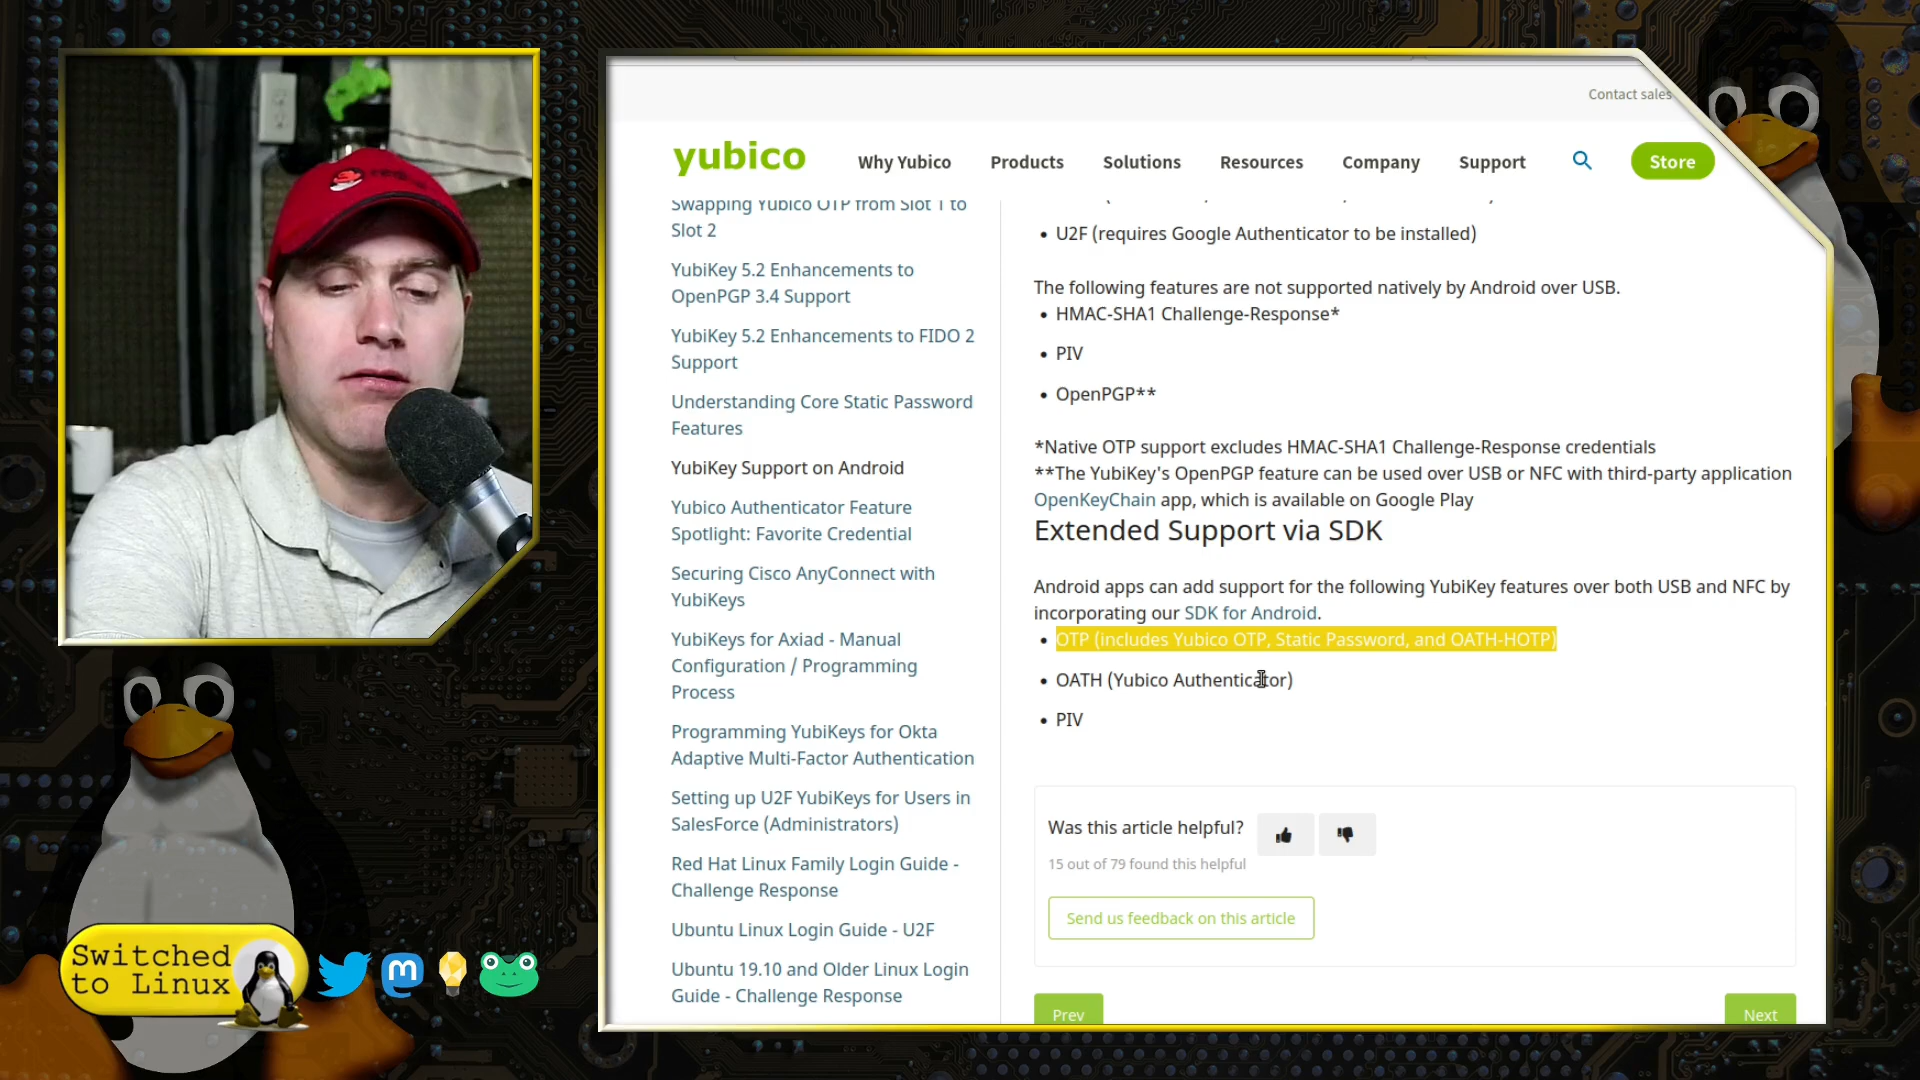 redhat
Contact sales
yubico
Why Yubico
Products
Solutions
Resources
Company
Support
Store
Swapping Yubico OTP from Slot 1 to
Slot 2
YubiKey 5.2 Enhancements to
OpenPGP 3.4 Support
YubiKey 5.2 Enhancements to FIDO 2
Support
Understanding Core Static Password
Features
YubiKey Support on Android
Yubico Authenticator Feature
Spotlight: Favorite Credential
Securing Cisco AnyConnect with
YubiKeys
YubiKeys for Axiad - Manual
Configuration / Programming
Process
Programming YubiKeys for Okta
Adaptive Multi-Factor Authentication
Setting up U2F YubiKeys for Users in
SalesForce (Administrators)
Red Hat Linux Family Login Guide -
Challenge Response
Ubuntu Linux Login Guide - U2F
Ubuntu 19.10 and Older Linux Login
Guide - Challenge Response
• U2F (requires Google Authenticator to be installed)
The following features are not supported natively by Android over USB.
• HMAC-SHA1 Challenge-Response*
• PIV
• OpenPGP**
*Native OTP support excludes HMAC-SHA1 Challenge-Response credentials
**The YubiKey's OpenPGP feature can be used over USB or NFC with third-party application
OpenKeyChain app, which is available on Google Play
Extended Support via SDK
Android apps can add support for the following YubiKey features over both USB and NFC by
incorporating our SDK for Android.
• OTP (includes Yubico OTP, Static Password, and OATH-HOTP)
• OATH (Yubico Authenticator)
• PIV
Was this article helpful?
15 out of 79 found this helpful
Send us feedback on this article
Prev
Next
Switched
to Linux